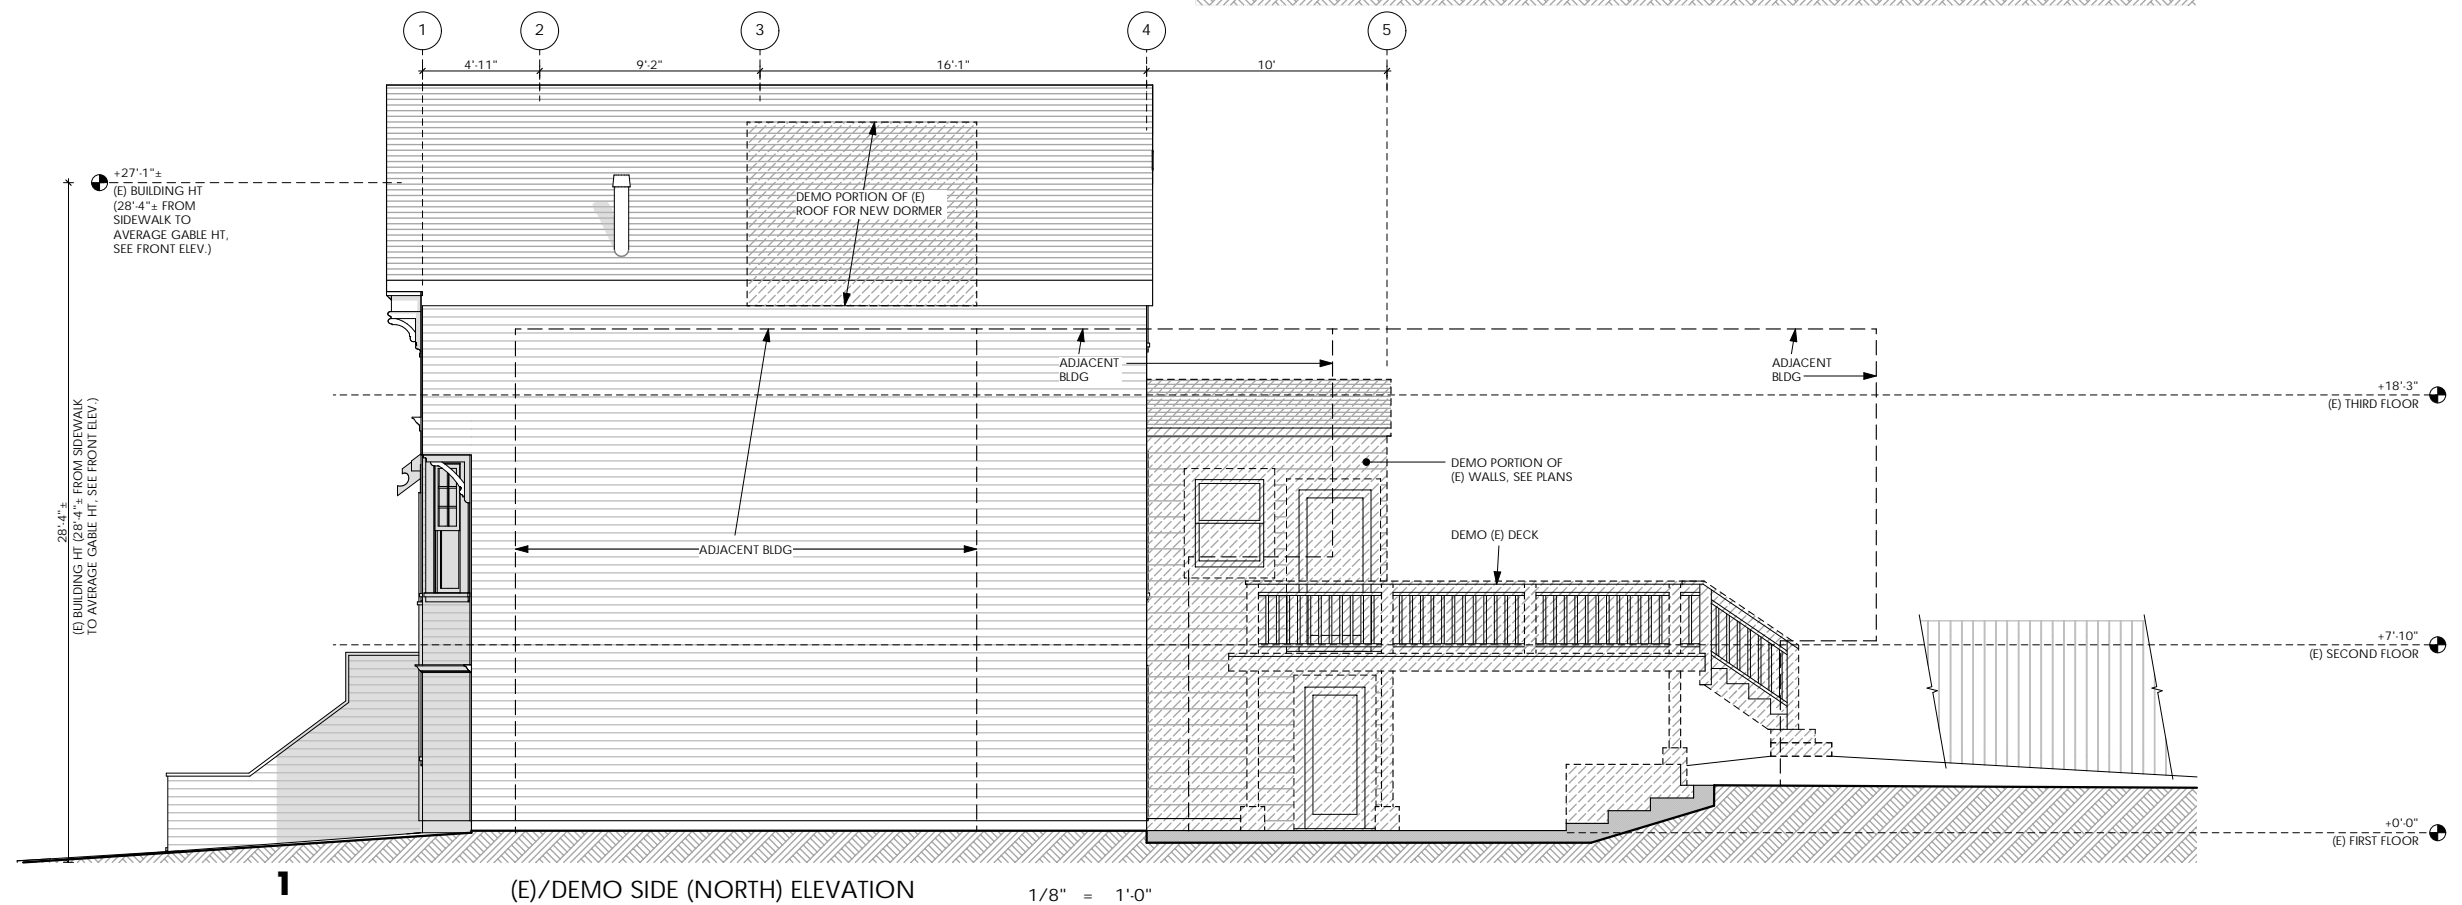 1 2 3 4 5
4'-11" 9'-2" 16'-1" 10'
+27'-1"±
(E) BUILDING HT
(28'-4"± FROM
SIDEWALK TO
AVERAGE GABLE HT,
SEE FRONT ELEV.)
DEMO PORTION OF (E)
ROOF FOR NEW DORMER
ADJACENT
BLDG
ADJACENT
BLDG
+18'-3"
(E) THIRD FLOOR
28'-4"±
(E) BUILDING HT (28'-4"± FROM SIDEWALK
TO AVERAGE GABLE HT, SEE FRONT ELEV.)
DEMO PORTION OF
(E) WALLS, SEE PLANS
DEMO (E) DECK
ADJACENT BLDG
+7'-10"
(E) SECOND FLOOR
+0'-0"
(E) FIRST FLOOR
1 (E)/DEMO SIDE (NORTH) ELEVATION 1/8" = 1'-0"